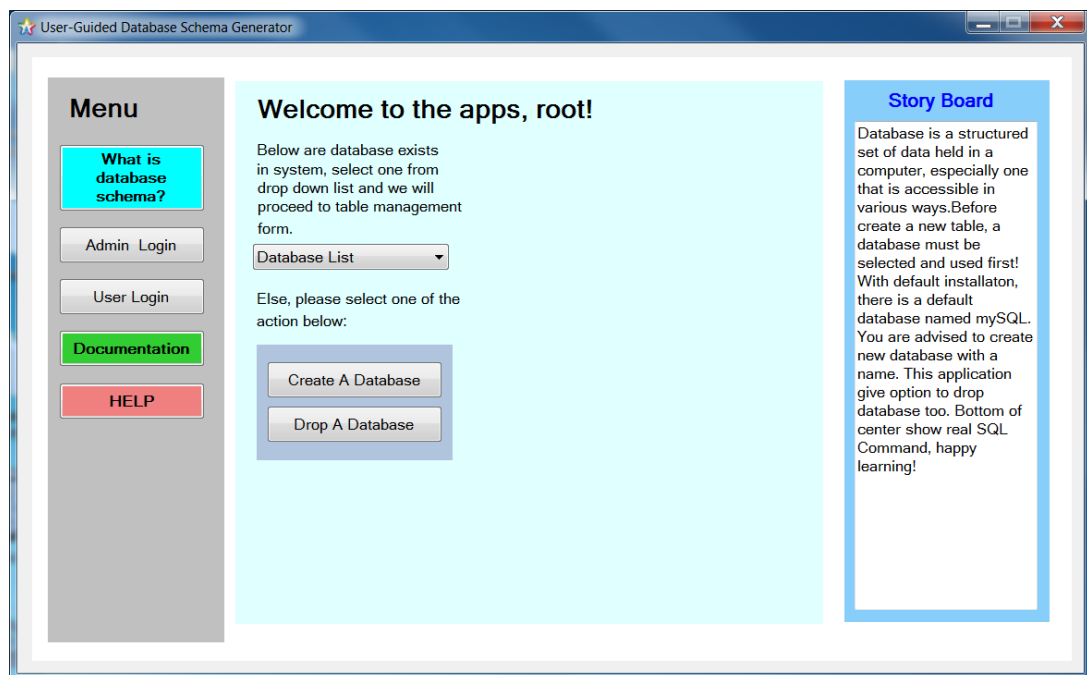 User-Guided Database Schema Generator
Menu
What is
database
schema?
Admin Login
User Login
Documentation
HELP
Welcome to the apps, root!
Below are database exists
in system, select one from
drop down list and we will
proceed to table management
form.
Database List
Else, please select one of the
action below:
Create A Database
Drop A Database
Story Board
Database is a structured
set of data held in a
computer, especially one
that is accessible in
various ways.Before
create a new table, a
database must be
selected and used first!
With default installaton,
there is a default
database named mySQL.
You are advised to create
new database with a
name. This application
give option to drop
database too. Bottom of
center show real SQL
Command, happy
learning!